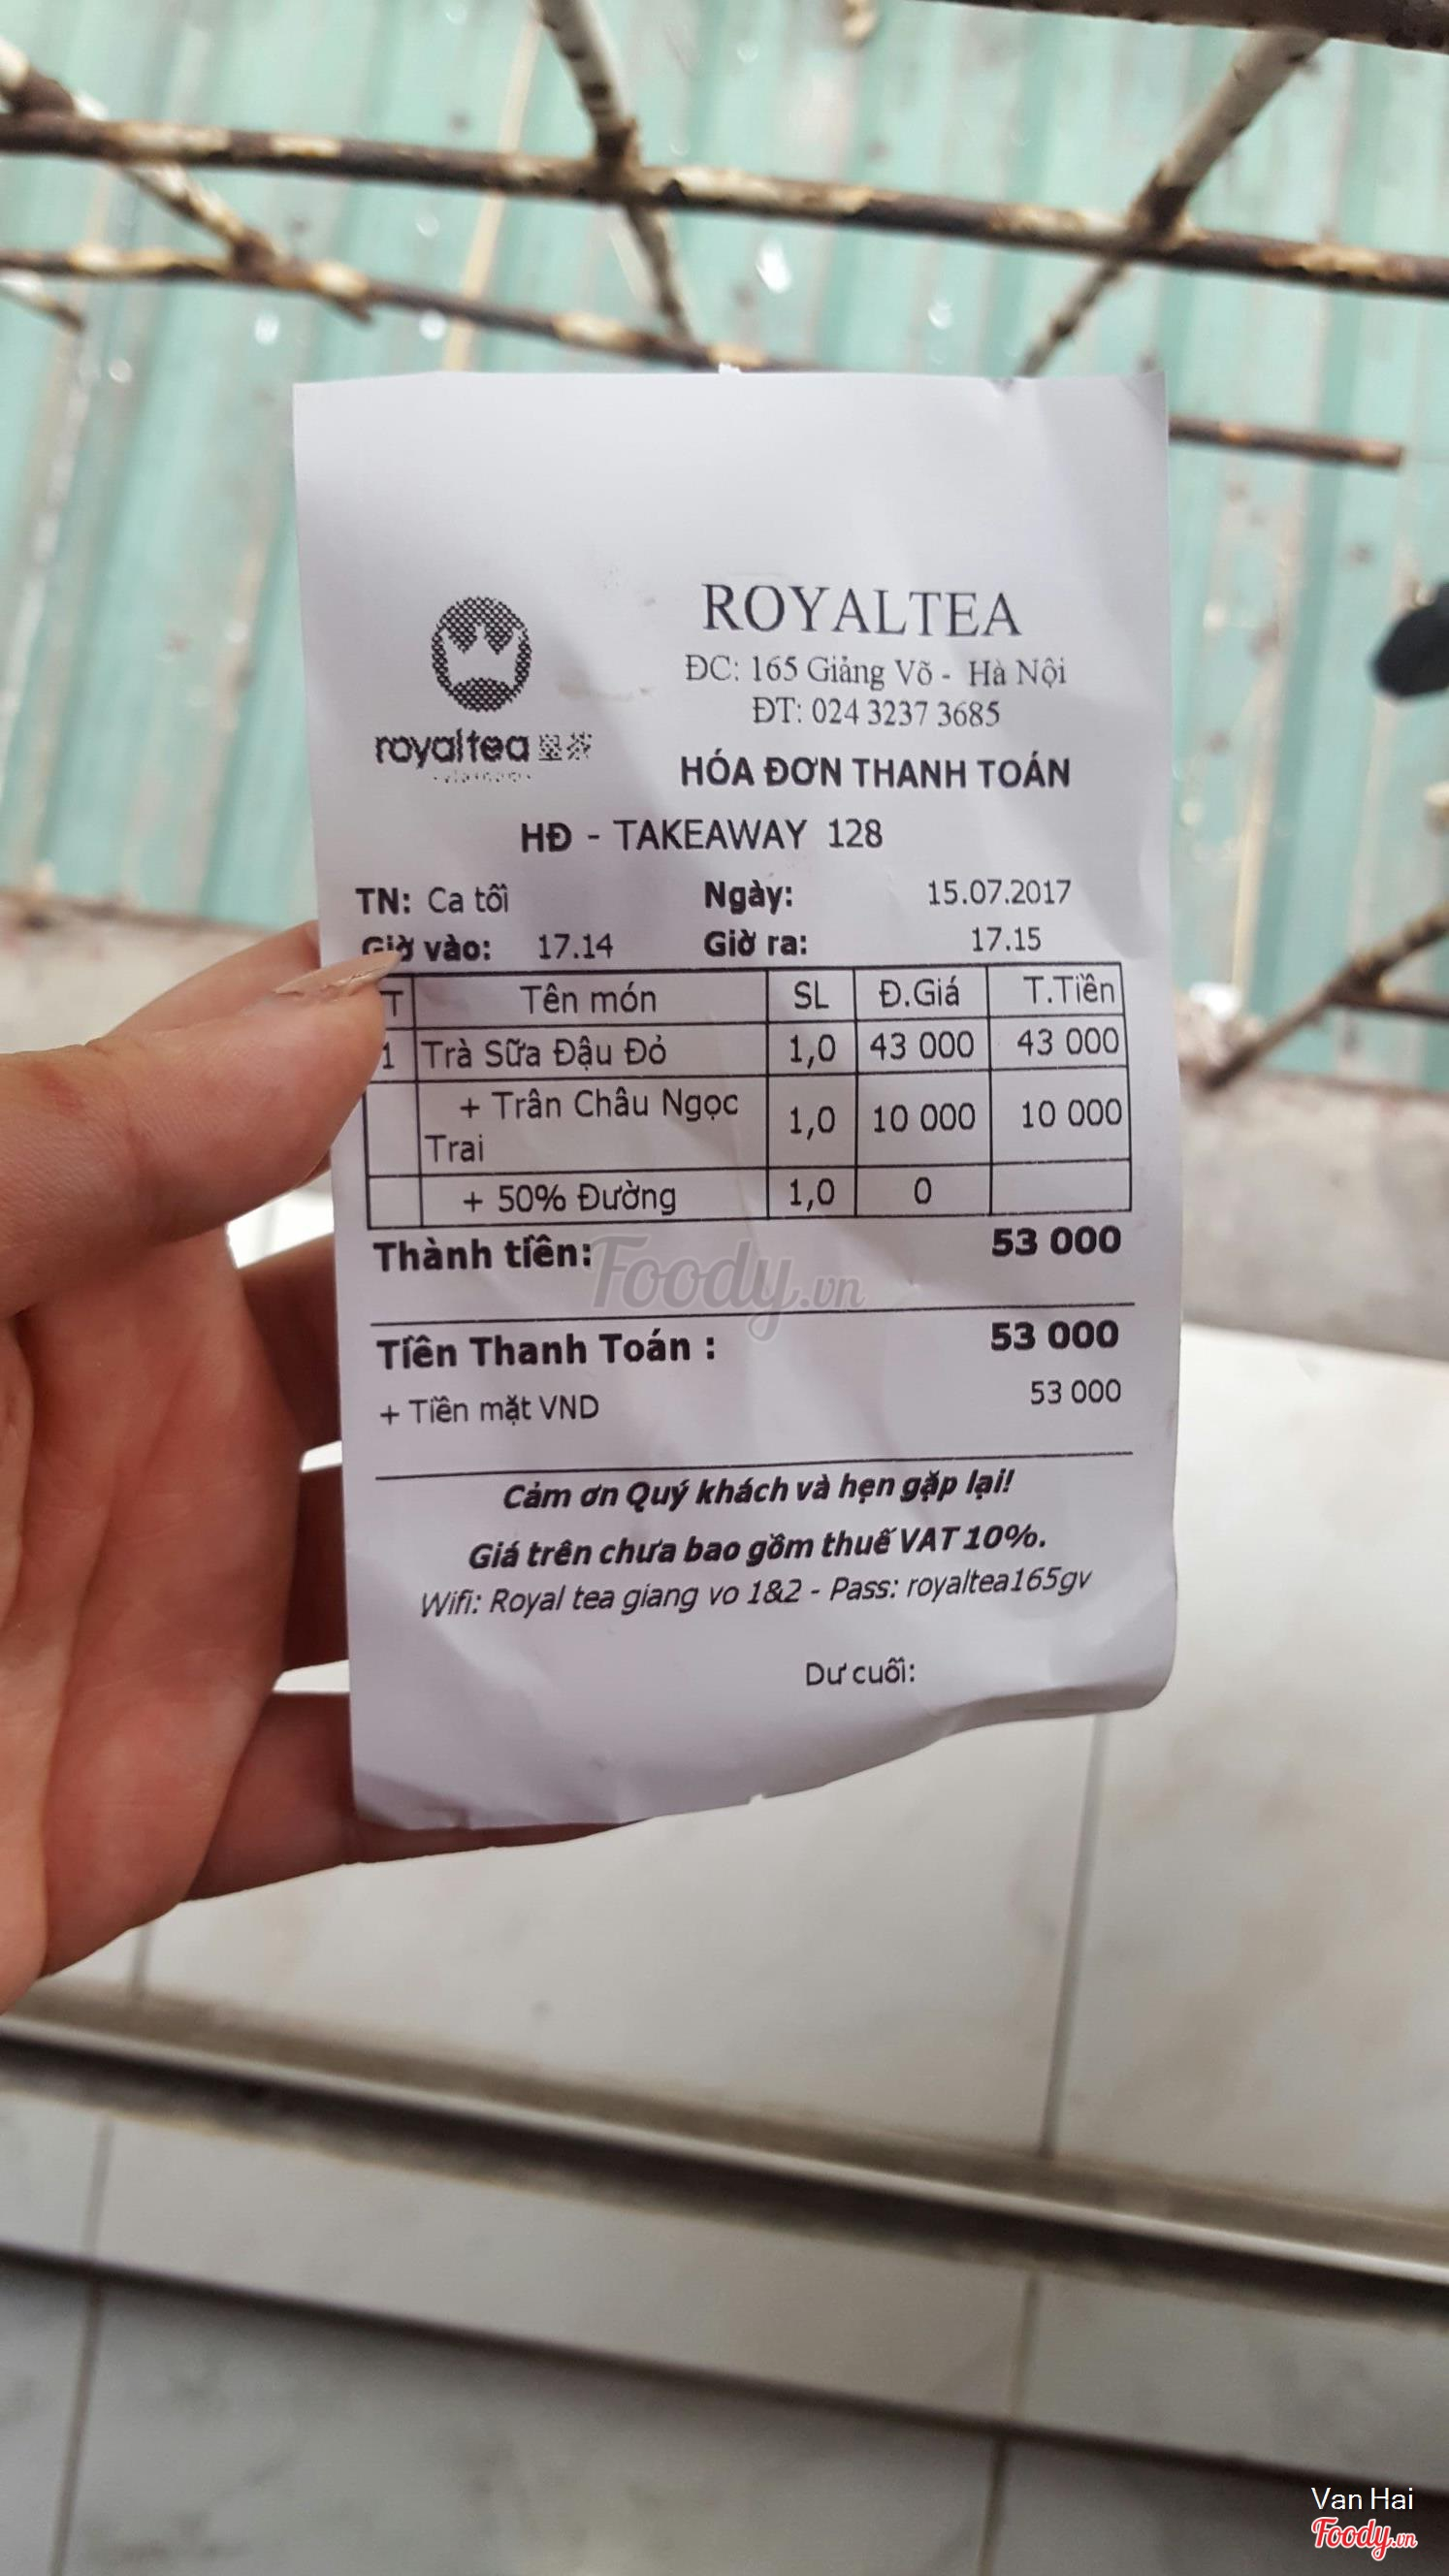 ROYALTEA
ĐC: 165 Giảng Võ - Hà Nội
ĐT: 024 3237 3685
royaltea 皇茶
HÓA ĐƠN THANH TOÁN
HĐ - TAKEAWAY 128
TN: Ca tối Ngày: 15.07.2017
Giờ vào: 17.14 Giờ ra: 17.15
T Tên món SL Đ.Giá T.Tiền
1 Trà Sữa Đậu Đỏ 1,0 43 000 43 000
+ Trân Châu Ngọc
Trai 1,0 10 000 10 000
+ 50% Đường 1,0 0
Thành tiền: 53 000
Foody.vn
Tiền Thanh Toán : 53 000
+ Tiền mặt VND 53 000
Cảm ơn Quý khách và hẹn gặp lại!
Giá trên chưa bao gồm thuế VAT 10%.
Wifi: Royal tea giang vo 1&2 - Pass: royaltea165gv
Dư cuối:
Van Hai
Foody.vn